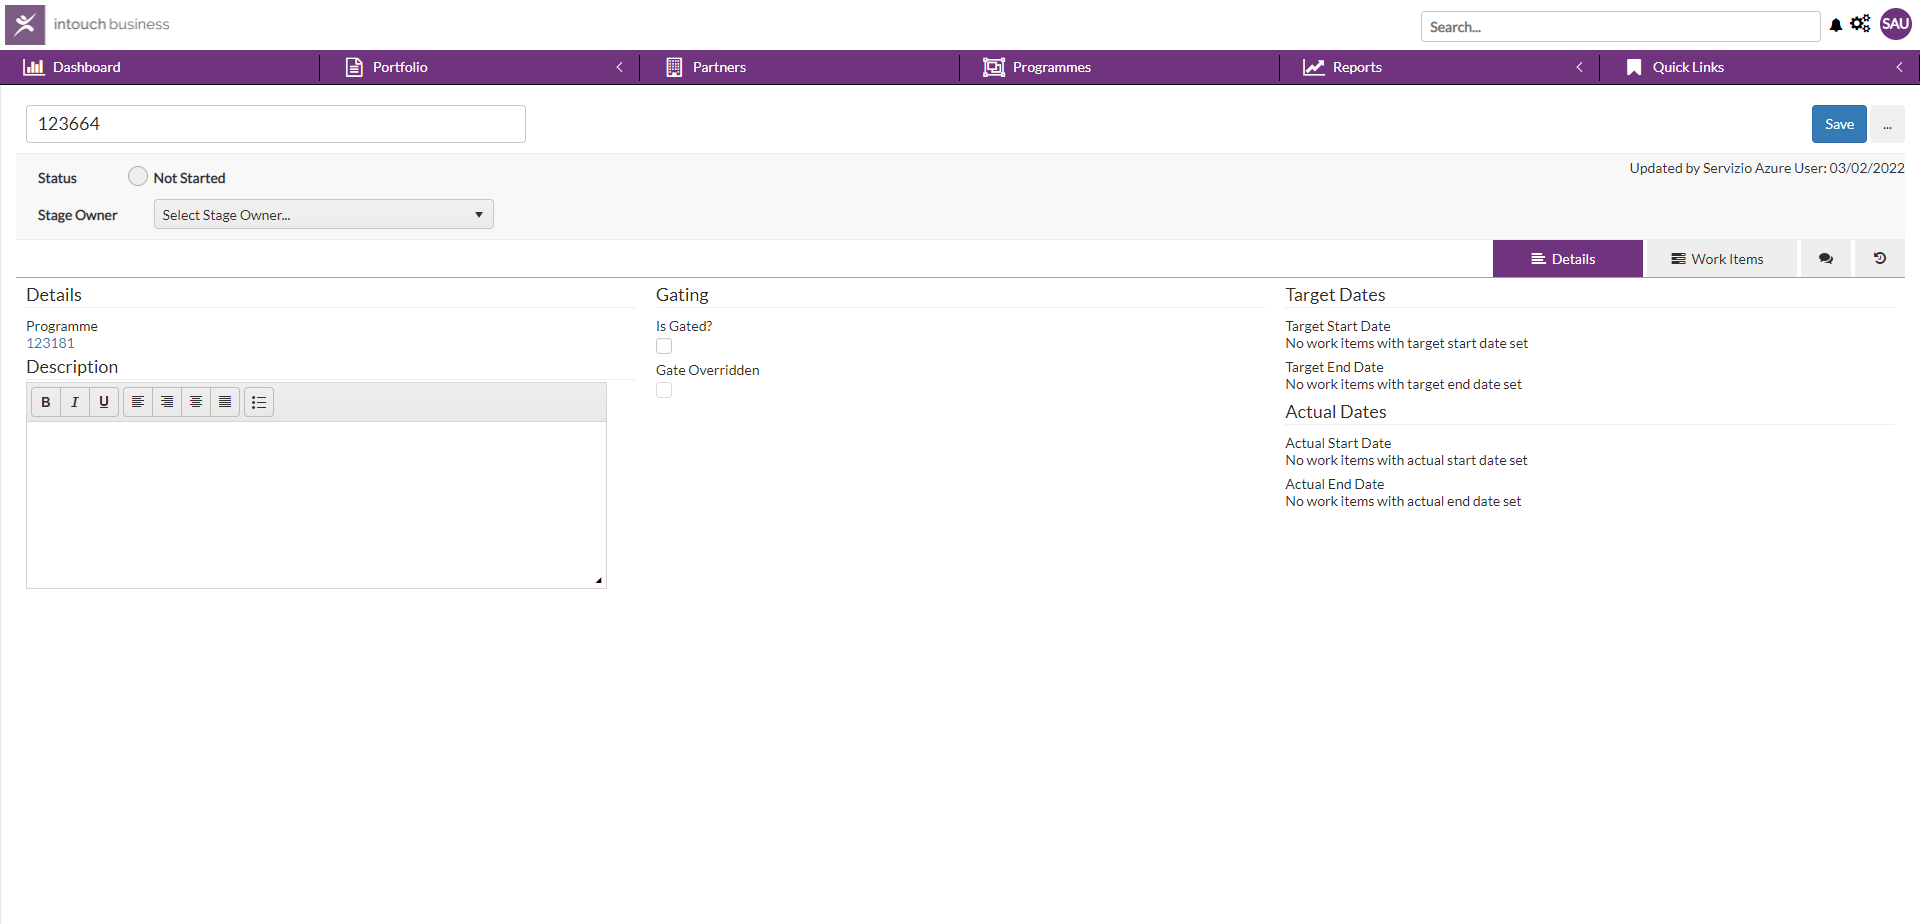 intouch business
Search...
SAU
Dashboard
Portfolio
Partners
Programmes
Reports
Quick Links
123664
Save
...
Status
Not Started
Updated by Servizio Azure User: 03/02/2022
Stage Owner
Select Stage Owner...
Details
Work Items
Details
Programme
123181
Description
B I U
Gating
Is Gated?
Gate Overridden
Target Dates
Target Start Date
No work items with target start date set
Target End Date
No work items with target end date set
Actual Dates
Actual Start Date
No work items with actual start date set
Actual End Date
No work items with actual end date set